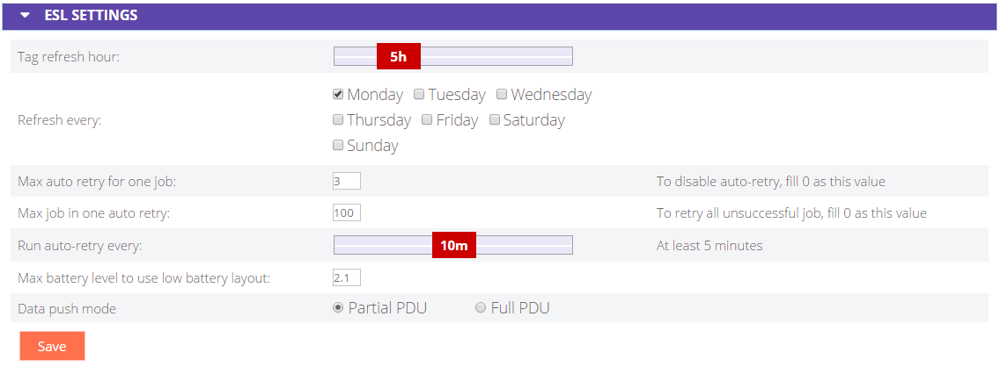 ESL SETTINGS
Tag refresh hour: 5h
Monday Tuesday Wednesday
Refresh every: Thursday Friday Saturday
Sunday
Max auto retry for one job: 3 To disable auto-retry, fill 0 as this value
Max job in one auto retry: 100 To retry all unsuccessful job, fill 0 as this value
Run auto-retry every: 10m At least 5 minutes
Max battery level to use low battery layout: 2.1
Data push mode Partial PDU Full PDU
Save